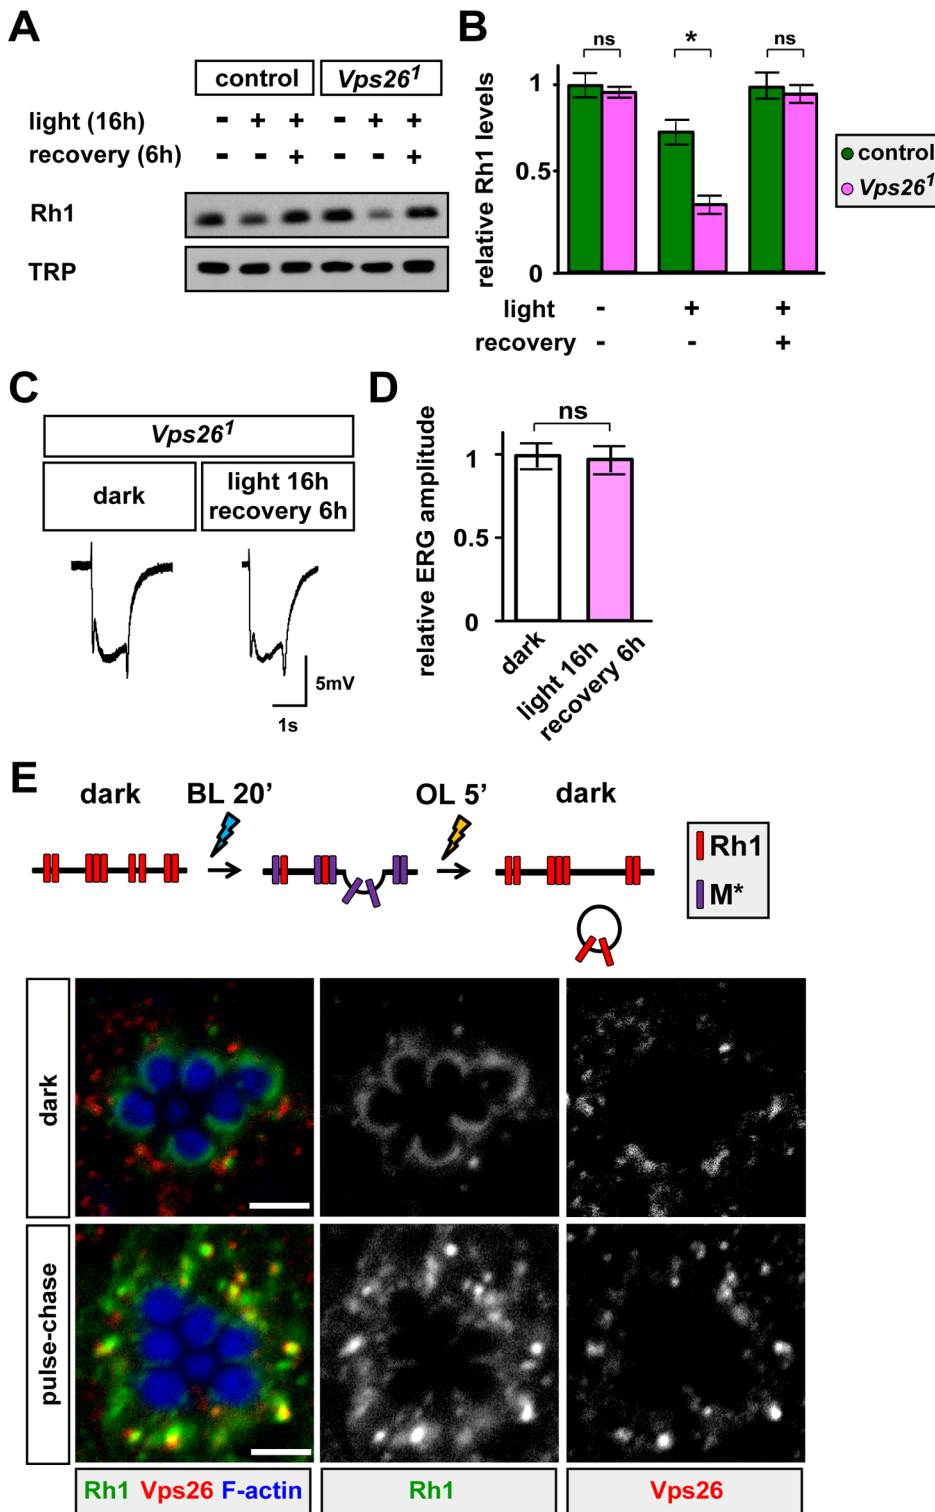 A
control Vps26¹
light (16h) - + + - + +
recovery (6h) - - + - - +
Rh1
TRP
B
relative Rh1 levels
1
0.5
0
ns * ns
light - + +
recovery - - +
control
Vps26¹
C
Vps26¹
dark
light 16h
recovery 6h
5mV
1s
D
relative ERG amplitude
1
0.5
0
ns
dark
light 16h
recovery 6h
E
dark BL 20’ OL 5’ dark
Rh1
M*
dark
pulse-chase
Rh1 Vps26 F-actin
Rh1
Vps26